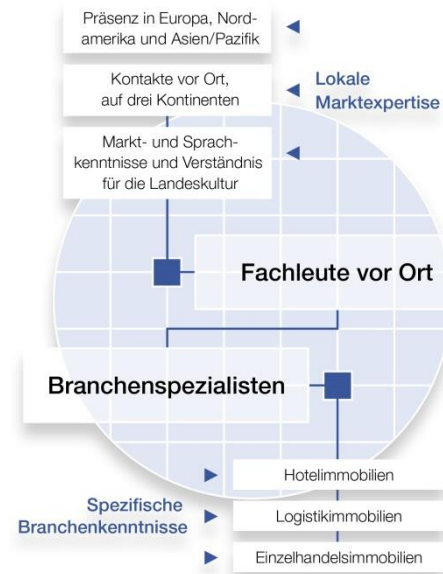 Präsenz in Europa, Nord-
amerika und Asien/Pazifik
Kontakte vor Ort,
auf drei Kontinenten
Lokale
Marktexpertise
Markt- und Sprach-
kenntnisse und Verständnis
für die Landeskultur
Fachleute vor Ort
Branchenspezialisten
Hotelimmobilien
Spezifische
Branchenkenntnisse
Logistikimmobilien
Einzelhandelsimmobilien